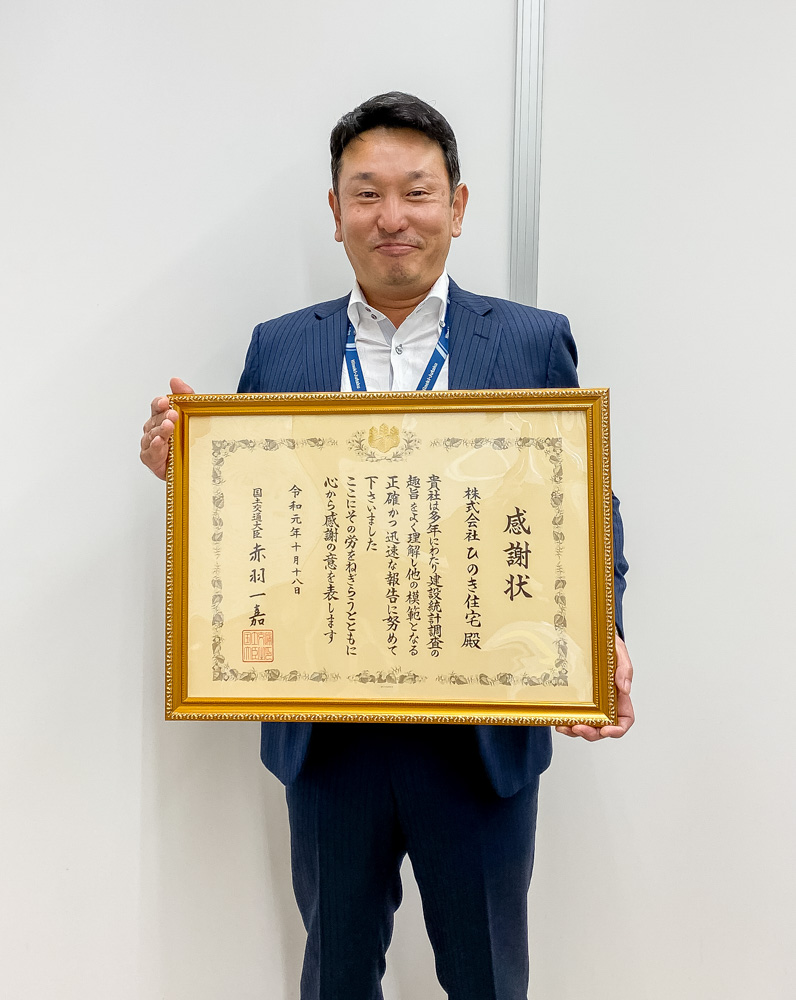 感謝状
株式会社 ひのき住宅 殿
貴社は多年にわたり建設統計調査の
趣旨をよく理解し他の模範となる
正確かつ迅速な報告に努めて
下さいました
ここにその労をねぎらうとともに
心から感謝の意を表します
令和元年十月十八日
国土交通大臣 赤羽一嘉
Hinoki-Jutaku